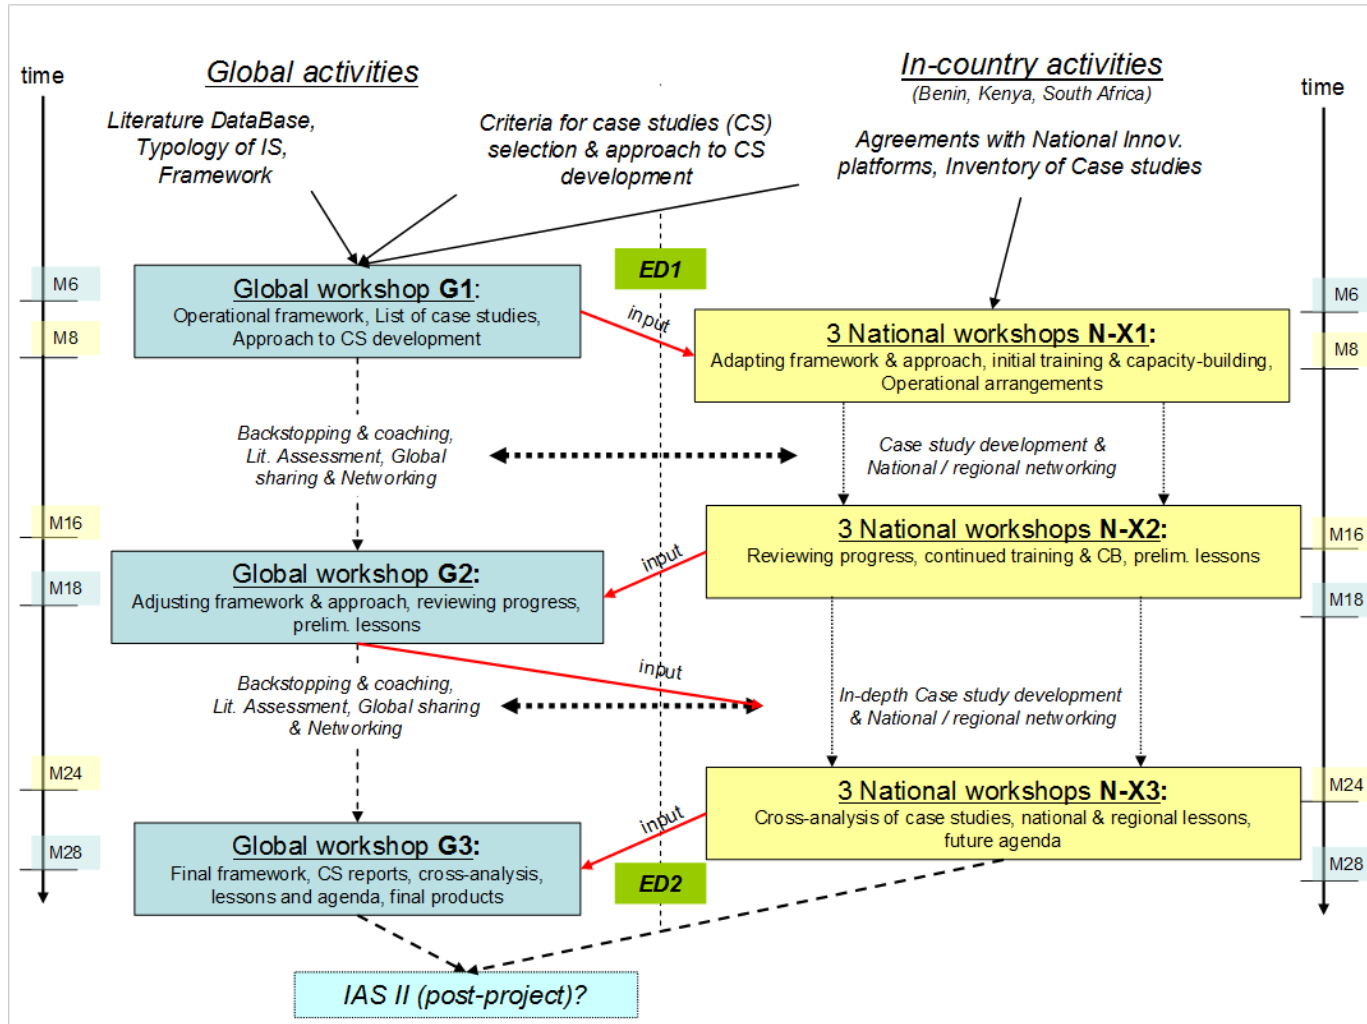 time
Global activities
In-country activities
(Benin, Kenya, South Africa)
time
Literature DataBase,
Typology of IS,
Framework
Criteria for case studies (CS)
selection & approach to CS
development
Agreements with National Innov.
platforms, Inventory of Case studies
M6
M8
Global workshop G1:
Operational framework, List of case studies,
Approach to CS development
ED1
input
M6
M8
3 National workshops N-X1:
Adapting framework & approach, initial training & capacity-building,
Operational arrangements
Backstopping & coaching,
Lit. Assessment, Global
sharing & Networking
Case study development &
National / regional networking
M16
M18
3 National workshops N-X2:
Reviewing progress, continued training & CB, prelim. lessons
M16
M18
input
Global workshop G2:
Adjusting framework & approach, reviewing progress,
prelim. lessons
input
Backstopping & coaching,
Lit. Assessment, Global sharing
& Networking
In-depth Case study development
& National / regional networking
M24
M28
3 National workshops N-X3:
Cross-analysis of case studies, national & regional lessons,
future agenda
M24
M28
input
Global workshop G3:
Final framework, CS reports, cross-analysis,
lessons and agenda, final products
ED2
IAS II (post-project)?